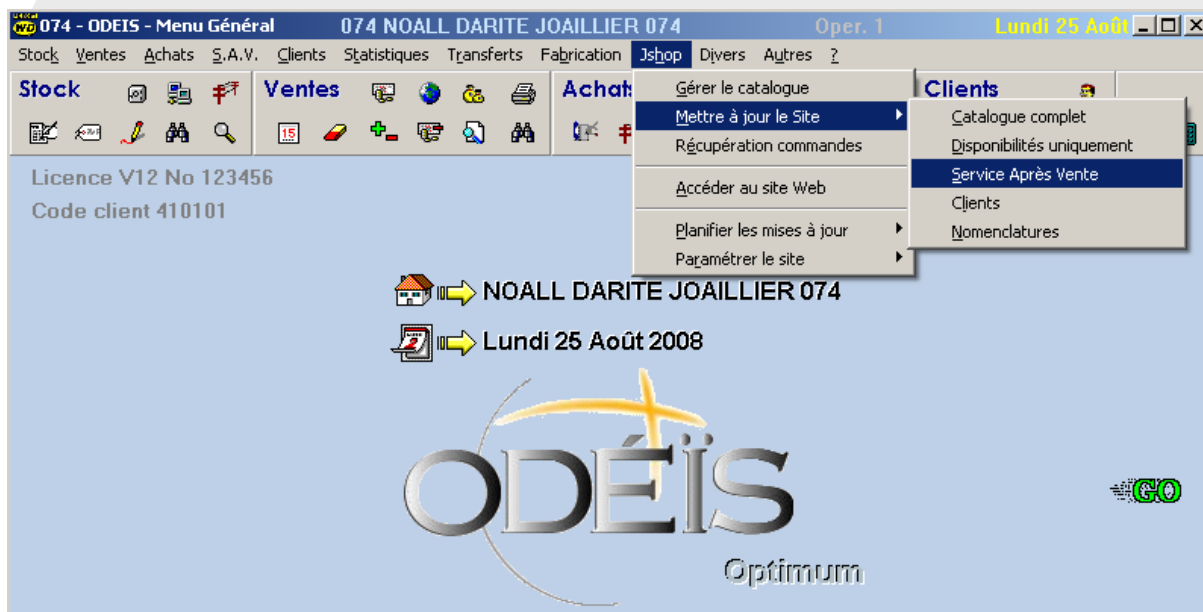 074 - ODEIS - Menu Général 074 NOALL DARITE JOAILLIER 074 Oper. 1 Lundi 25 Août
Stock Ventes Achats S.A.V. Clients Statistiques Transferts Fabrication Jshop Divers Autres ?
Stock Ventes Achats Clients
15
Gérer le catalogue
Mettre à jour le Site
Récupération commandes
Accéder au site Web
Planifier les mises à jour
Paramétrer le site
Catalogue complet
Disponibilités uniquement
Service Après Vente
Clients
Nomenclatures
Licence V12 No 123456
Code client 410101
NOALL DARITE JOAILLIER 074
Lundi 25 Août 2008
ODÉÏS
GO
Optimum